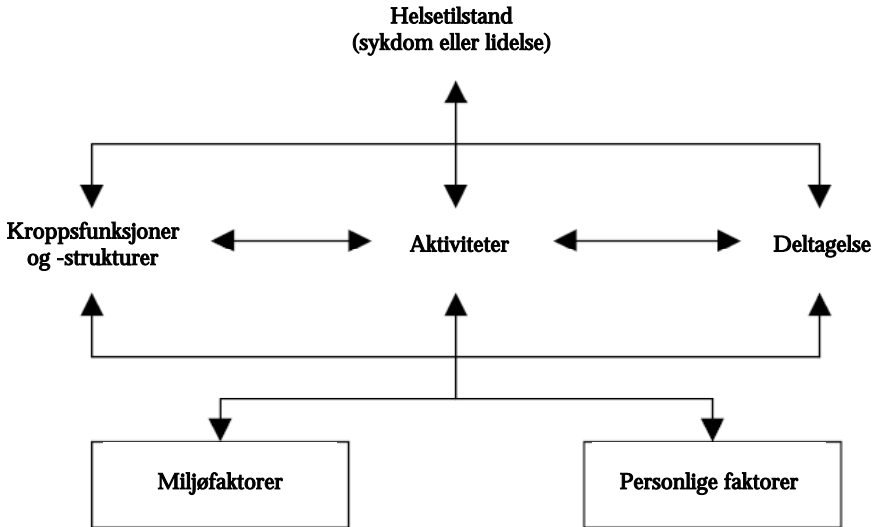 Helsetilstand
(sykdom eller lidelse)
Kroppsfunksjoner
og -strukturer
Aktiviteter
Deltagelse
Miljøfaktorer
Personlige faktorer